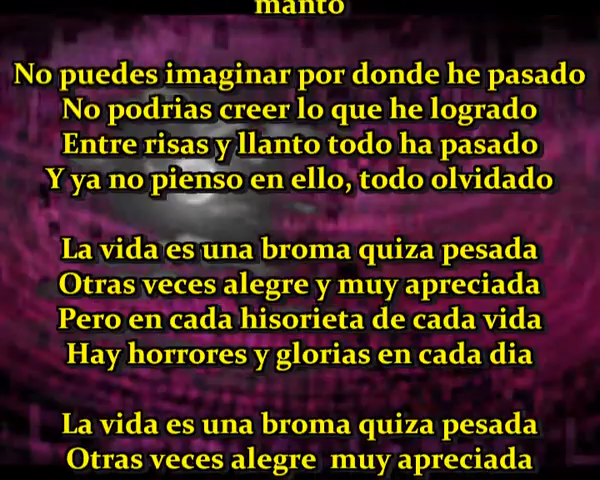 manto
No puedes imaginar por donde he pasado
No podrias creer lo que he logrado
Entre risas y llanto todo ha pasado
Y ya no pienso en ello, todo olvidado
La vida es una broma quiza pesada
Otras veces alegre y muy apreciada
Pero en cada hisorieta de cada vida
Hay horrores y glorias en cada dia
La vida es una broma quiza pesada
Otras veces alegre  muy apreciada